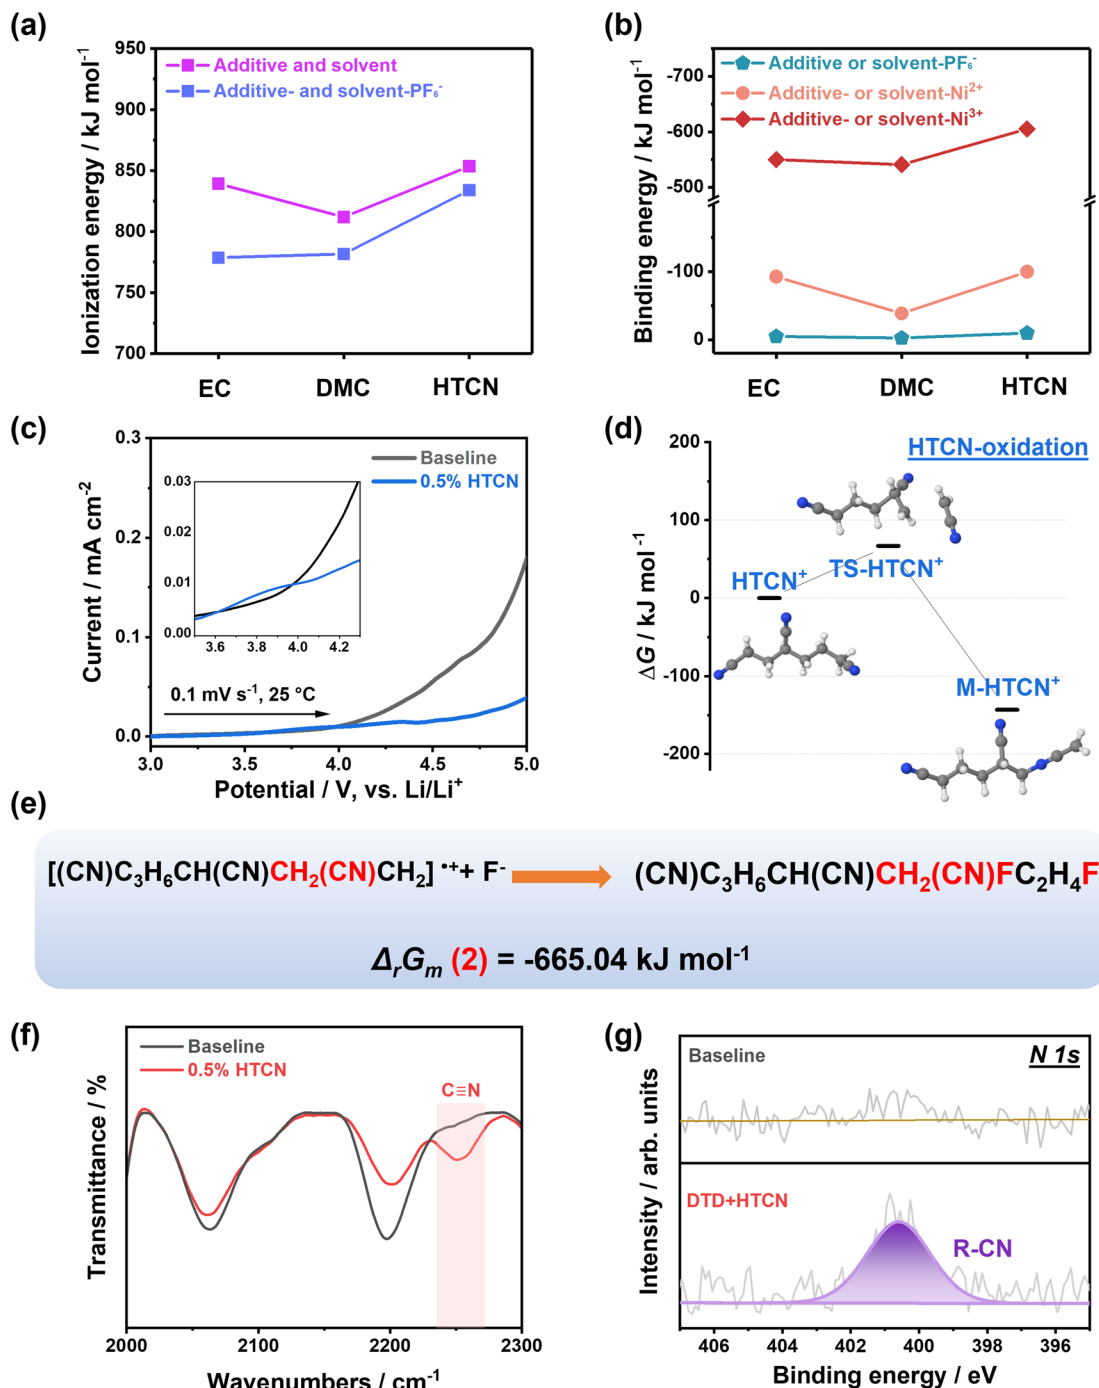 (a)
950
900
850
800
750
700
Ionization energy / kJ mol⁻¹
Additive and solvent
Additive- and solvent-PF₆⁻
EC DMC HTCN
(b)
-700
-600
-500
-100
0
Binding energy / kJ mol⁻¹
Additive or solvent-PF₆⁻
Additive- or solvent-Ni²⁺
Additive- or solvent-Ni³⁺
EC DMC HTCN
(c)
0.3
0.2
0.1
0.0
Current / mA cm⁻²
Baseline
0.5% HTCN
0.03
0.02
0.01
0.00
3.6 3.8 4.0 4.2
0.1 mV s⁻¹, 25 °C
3.0 3.5 4.0 4.5 5.0
Potential / V, vs. Li/Li⁺
(d)
200
100
0
-100
-200
ΔG / kJ mol⁻¹
HTCN-oxidation
HTCN⁺
TS-HTCN⁺
M-HTCN⁺
(e)
[(CN)C₃H₆CH(CN)CH₂(CN)CH₂] •⁺+ F⁻ (CN)C₃H₆CH(CN)CH₂(CN)FC₂H₄F
ΔᵣGₘ (2) = -665.04 kJ mol⁻¹
(f)
Transmittance / %
Baseline
0.5% HTCN
C≡N
2000 2100 2200 2300
Wavenumbers / cm⁻¹
(g)
Intensity / arb. units
Baseline
N 1s
DTD+HTCN
R-CN
406 404 402 400 398 396
Binding energy / eV